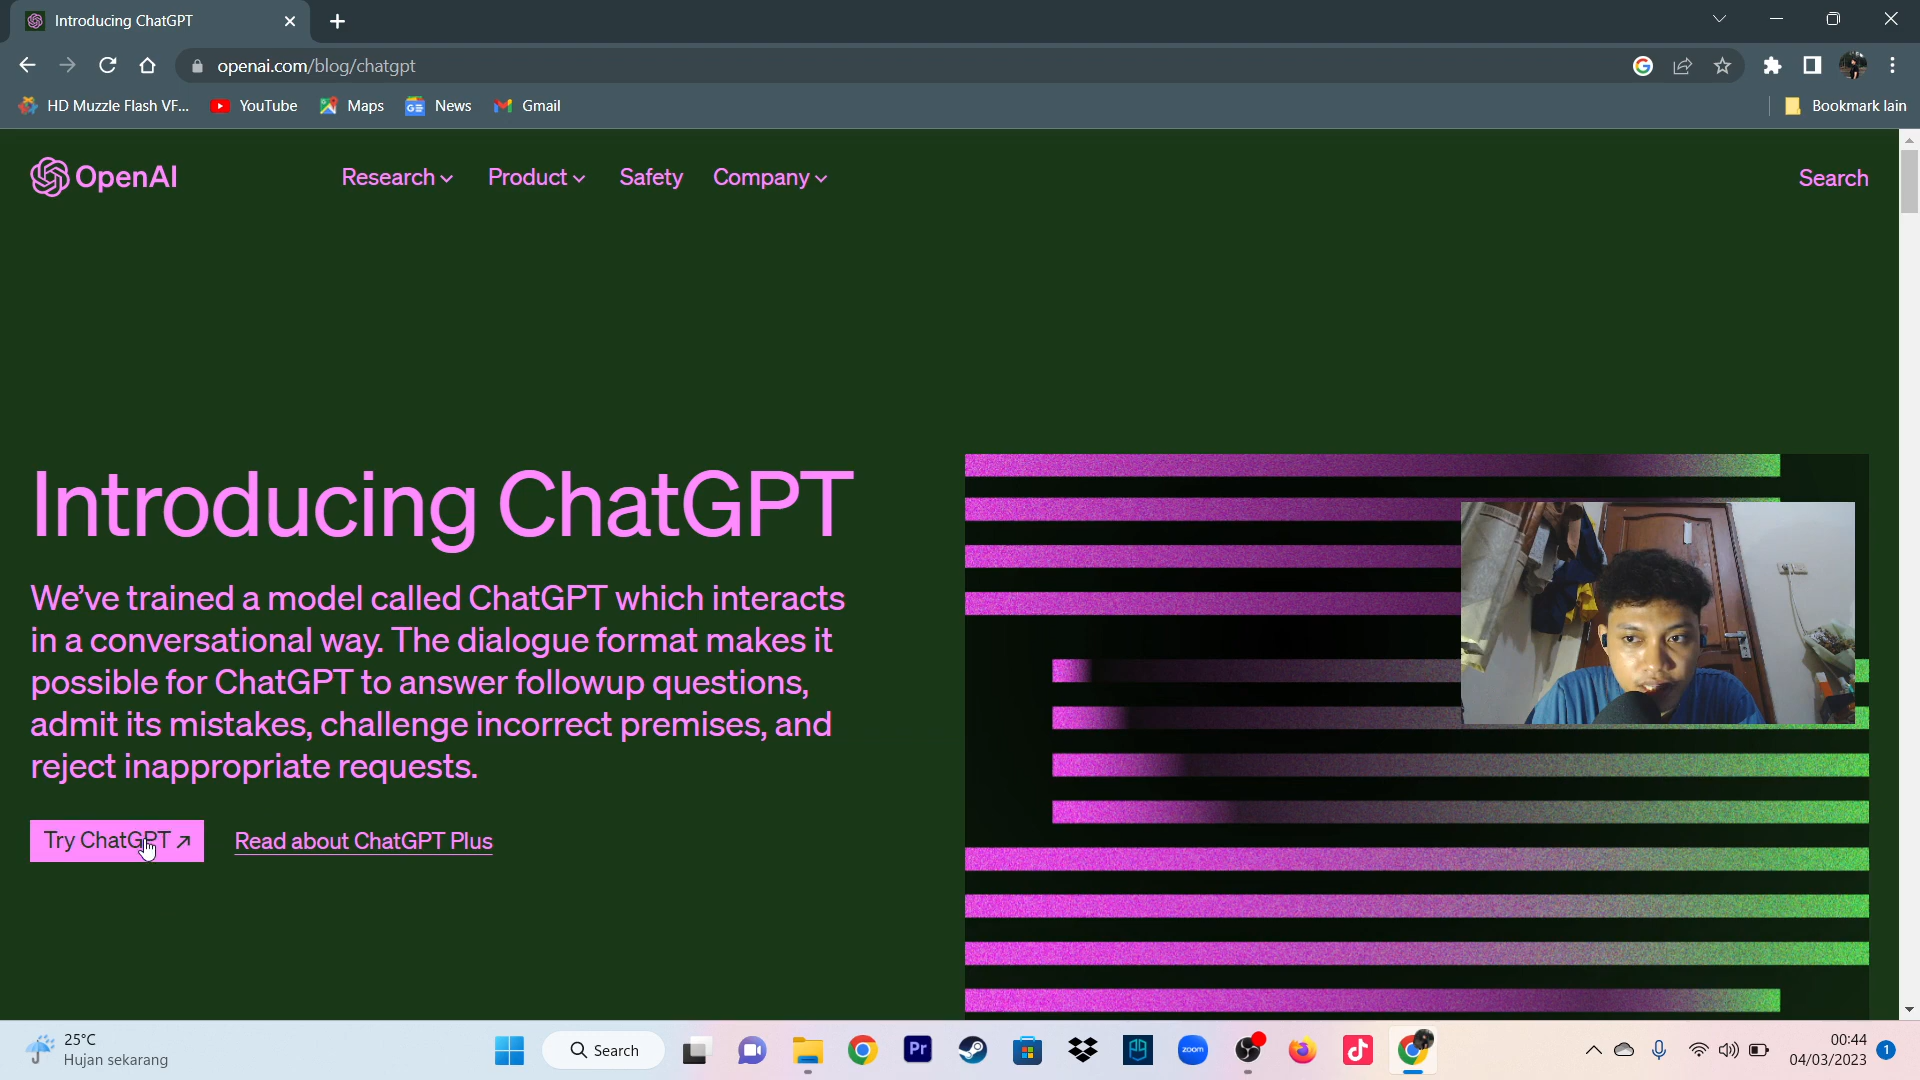 Introducing ChatGPT
openai.com/blog/chatgpt
HD Muzzle Flash VF...
YouTube
Maps
News
Gmail
Bookmark lain
OpenAI
Research
Product
Safety
Company
Search
Introducing ChatGPT
We've trained a model called ChatGPT which interacts
in a conversational way. The dialogue format makes it
possible for ChatGPT to answer followup questions,
admit its mistakes, challenge incorrect premises, and
reject inappropriate requests.
Try ChatGPT
Read about ChatGPT Plus
25°C
Hujan sekarang
Search
Pr
zoom
00:44
04/03/2023
1